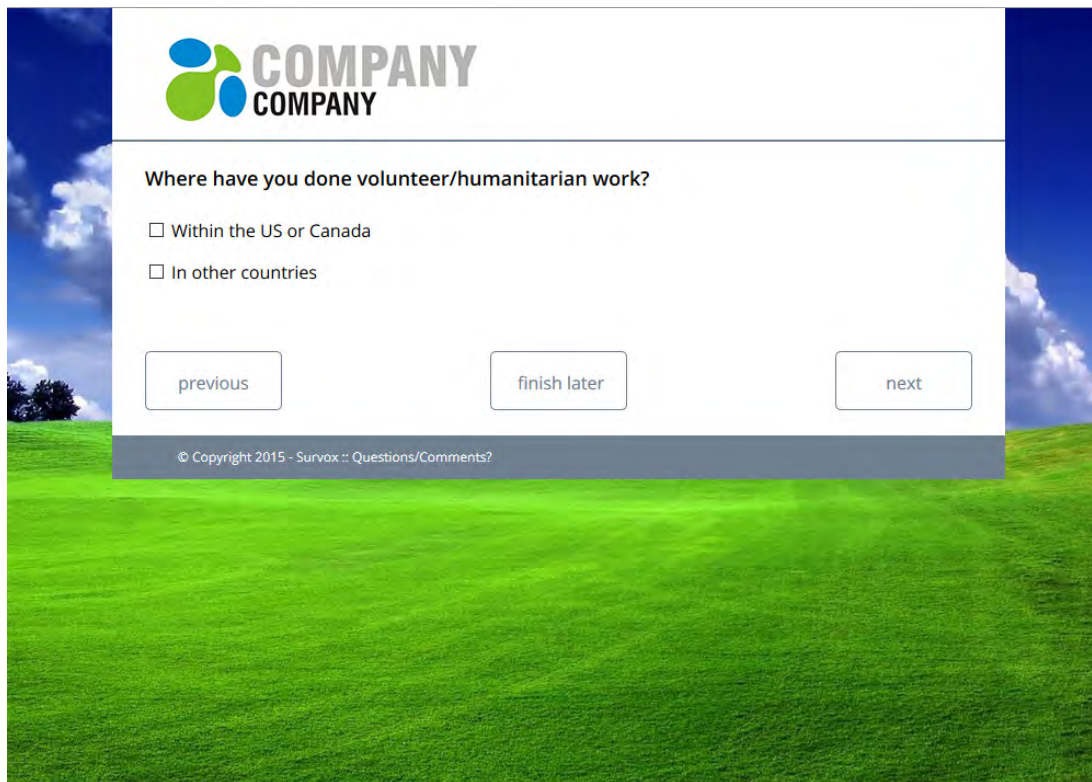 COMPANY
COMPANY
Where have you done volunteer/humanitarian work?
Within the US or Canada
In other countries
previous
finish later
next
© Copyright 2015 - Survox :: Questions/Comments?